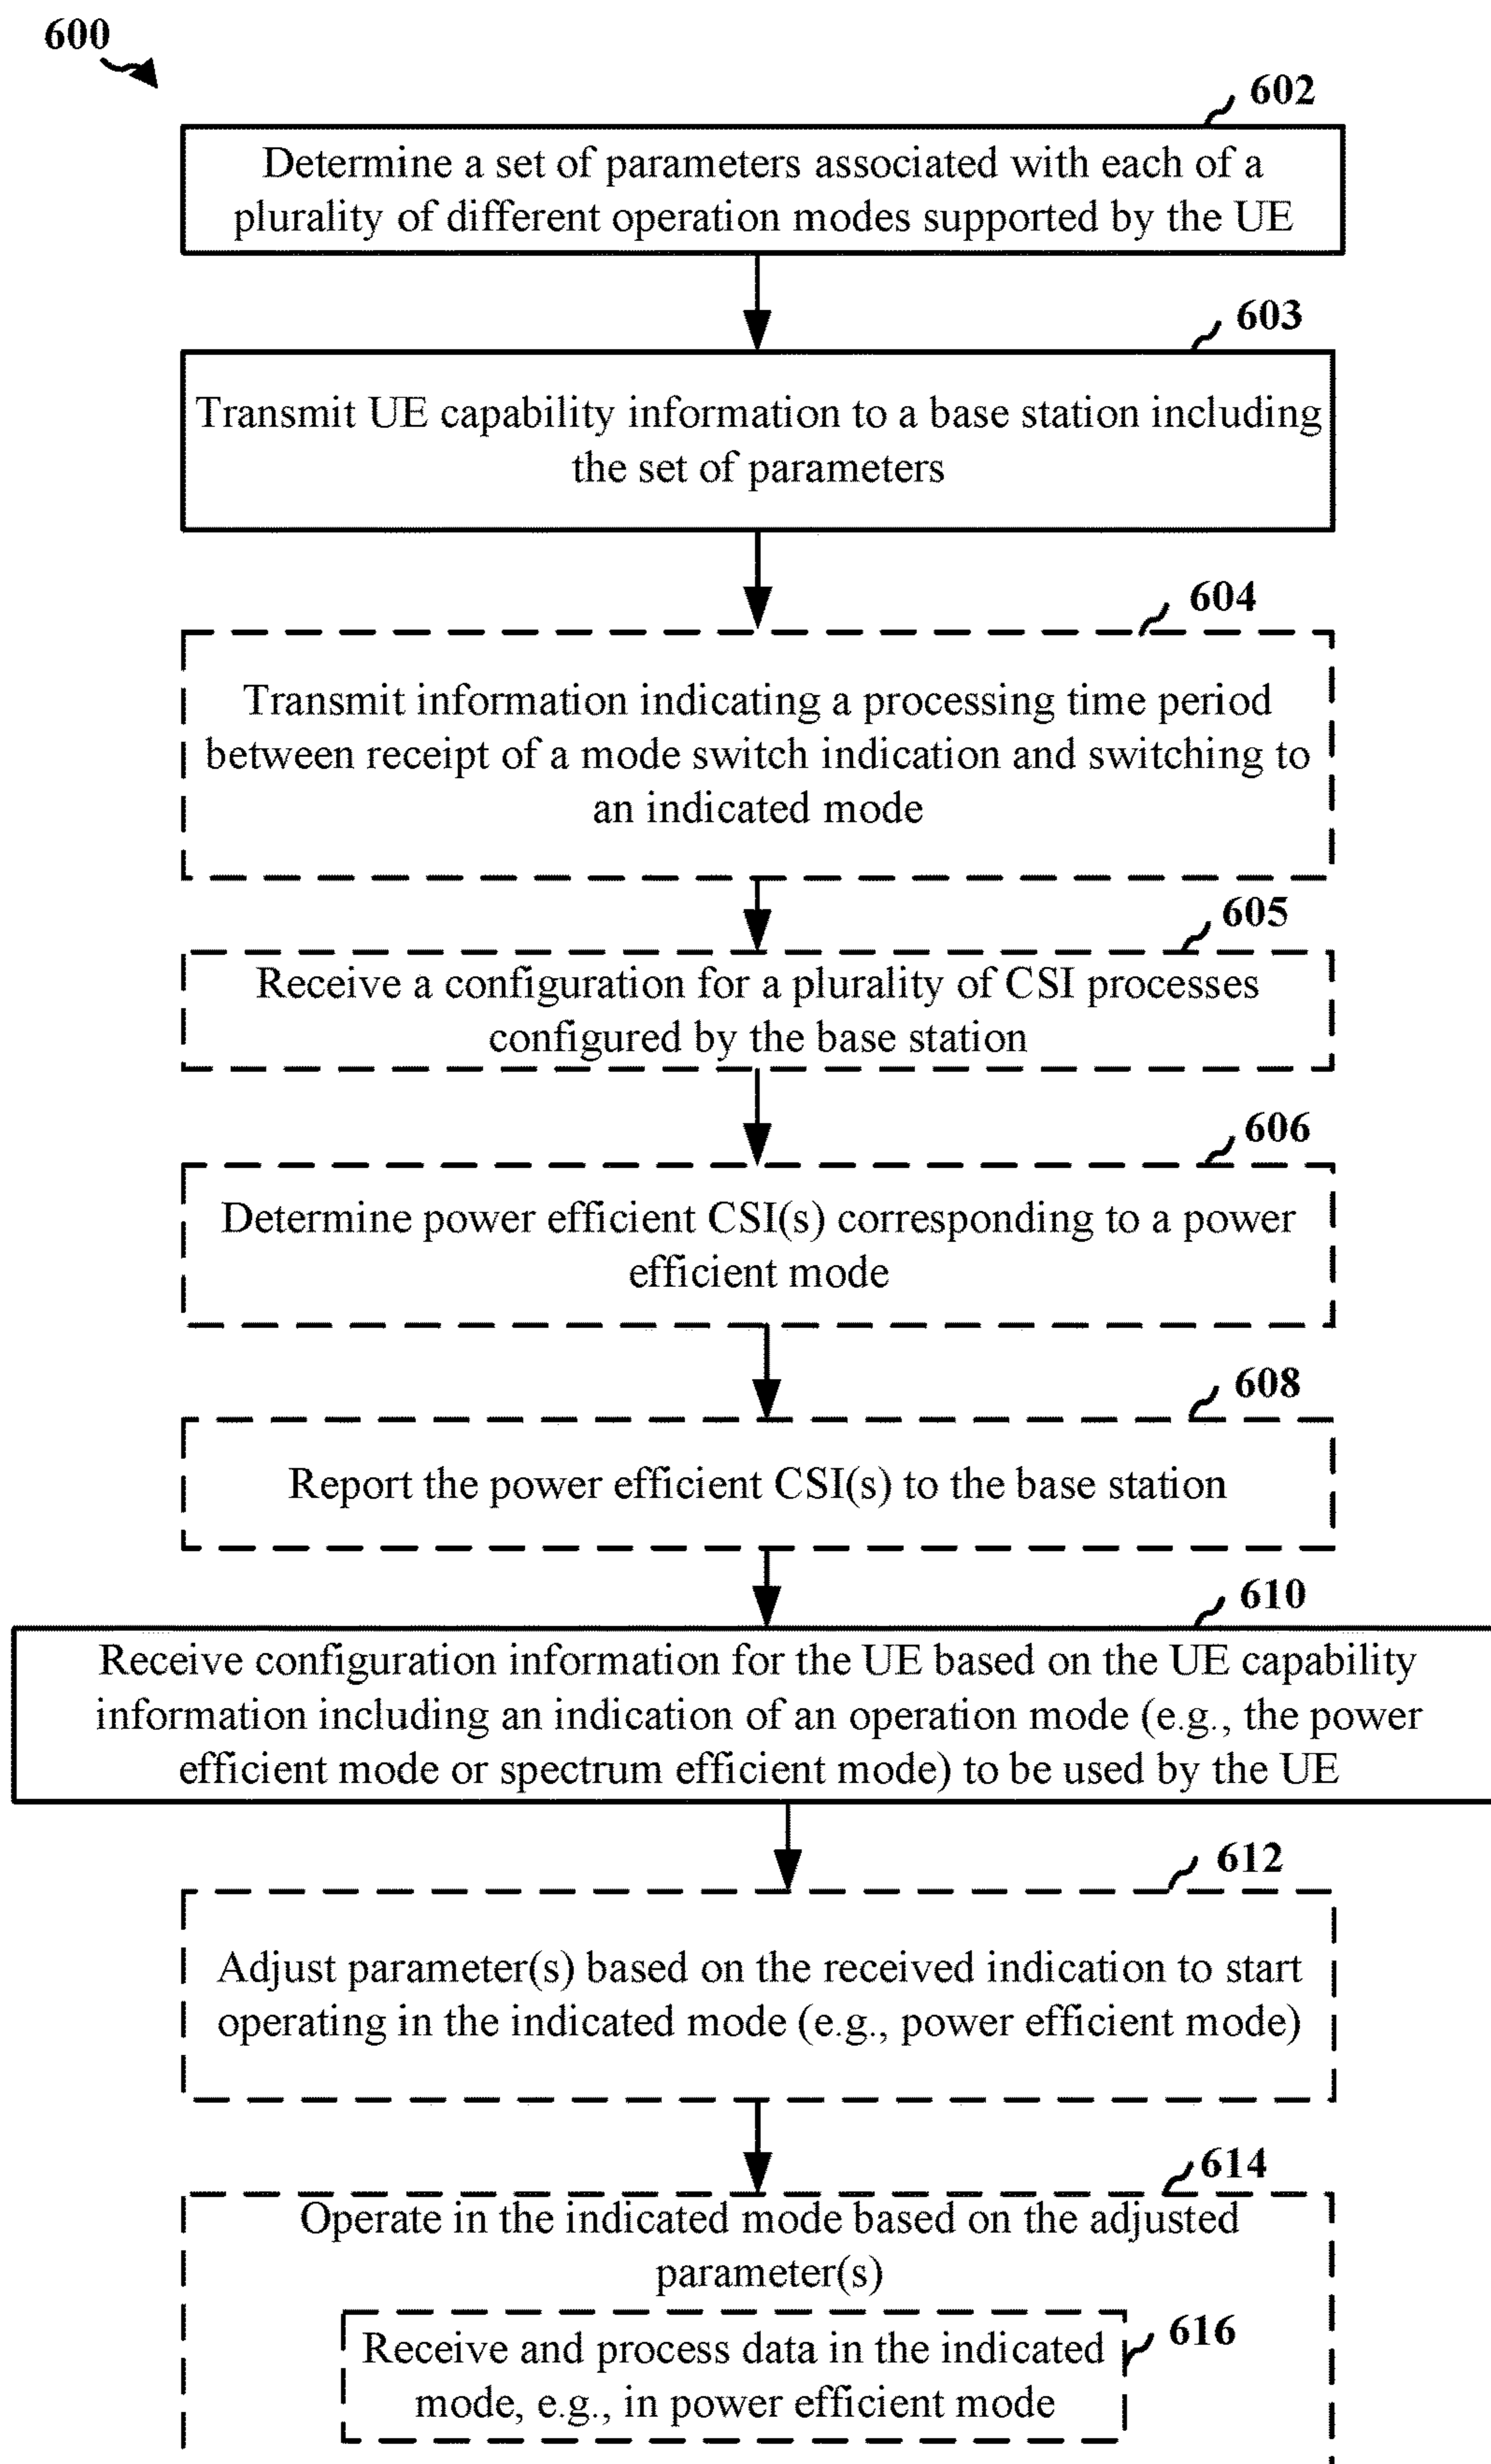 600
602
Determine a set of parameters associated with each of a
plurality of different operation modes supported by the UE
603
Transmit UE capability information to a base station including
the set of parameters
604
Transmit information indicating a processing time period
between receipt of a mode switch indication and switching to
an indicated mode
605
Receive a configuration for a plurality of CSI processes
configured by the base station
606
Determine power efficient CSI(s) corresponding to a power
efficient mode
608
Report the power efficient CSI(s) to the base station
610
Receive configuration information for the UE based on the UE capability
information including an indication of an operation mode (e.g., the power
efficient mode or spectrum efficient mode) to be used by the UE
612
Adjust parameter(s) based on the received indication to start
operating in the indicated mode (e.g., power efficient mode)
614
Operate in the indicated mode based on the adjusted
parameter(s)
616
Receive and process data in the indicated
mode, e.g., in power efficient mode